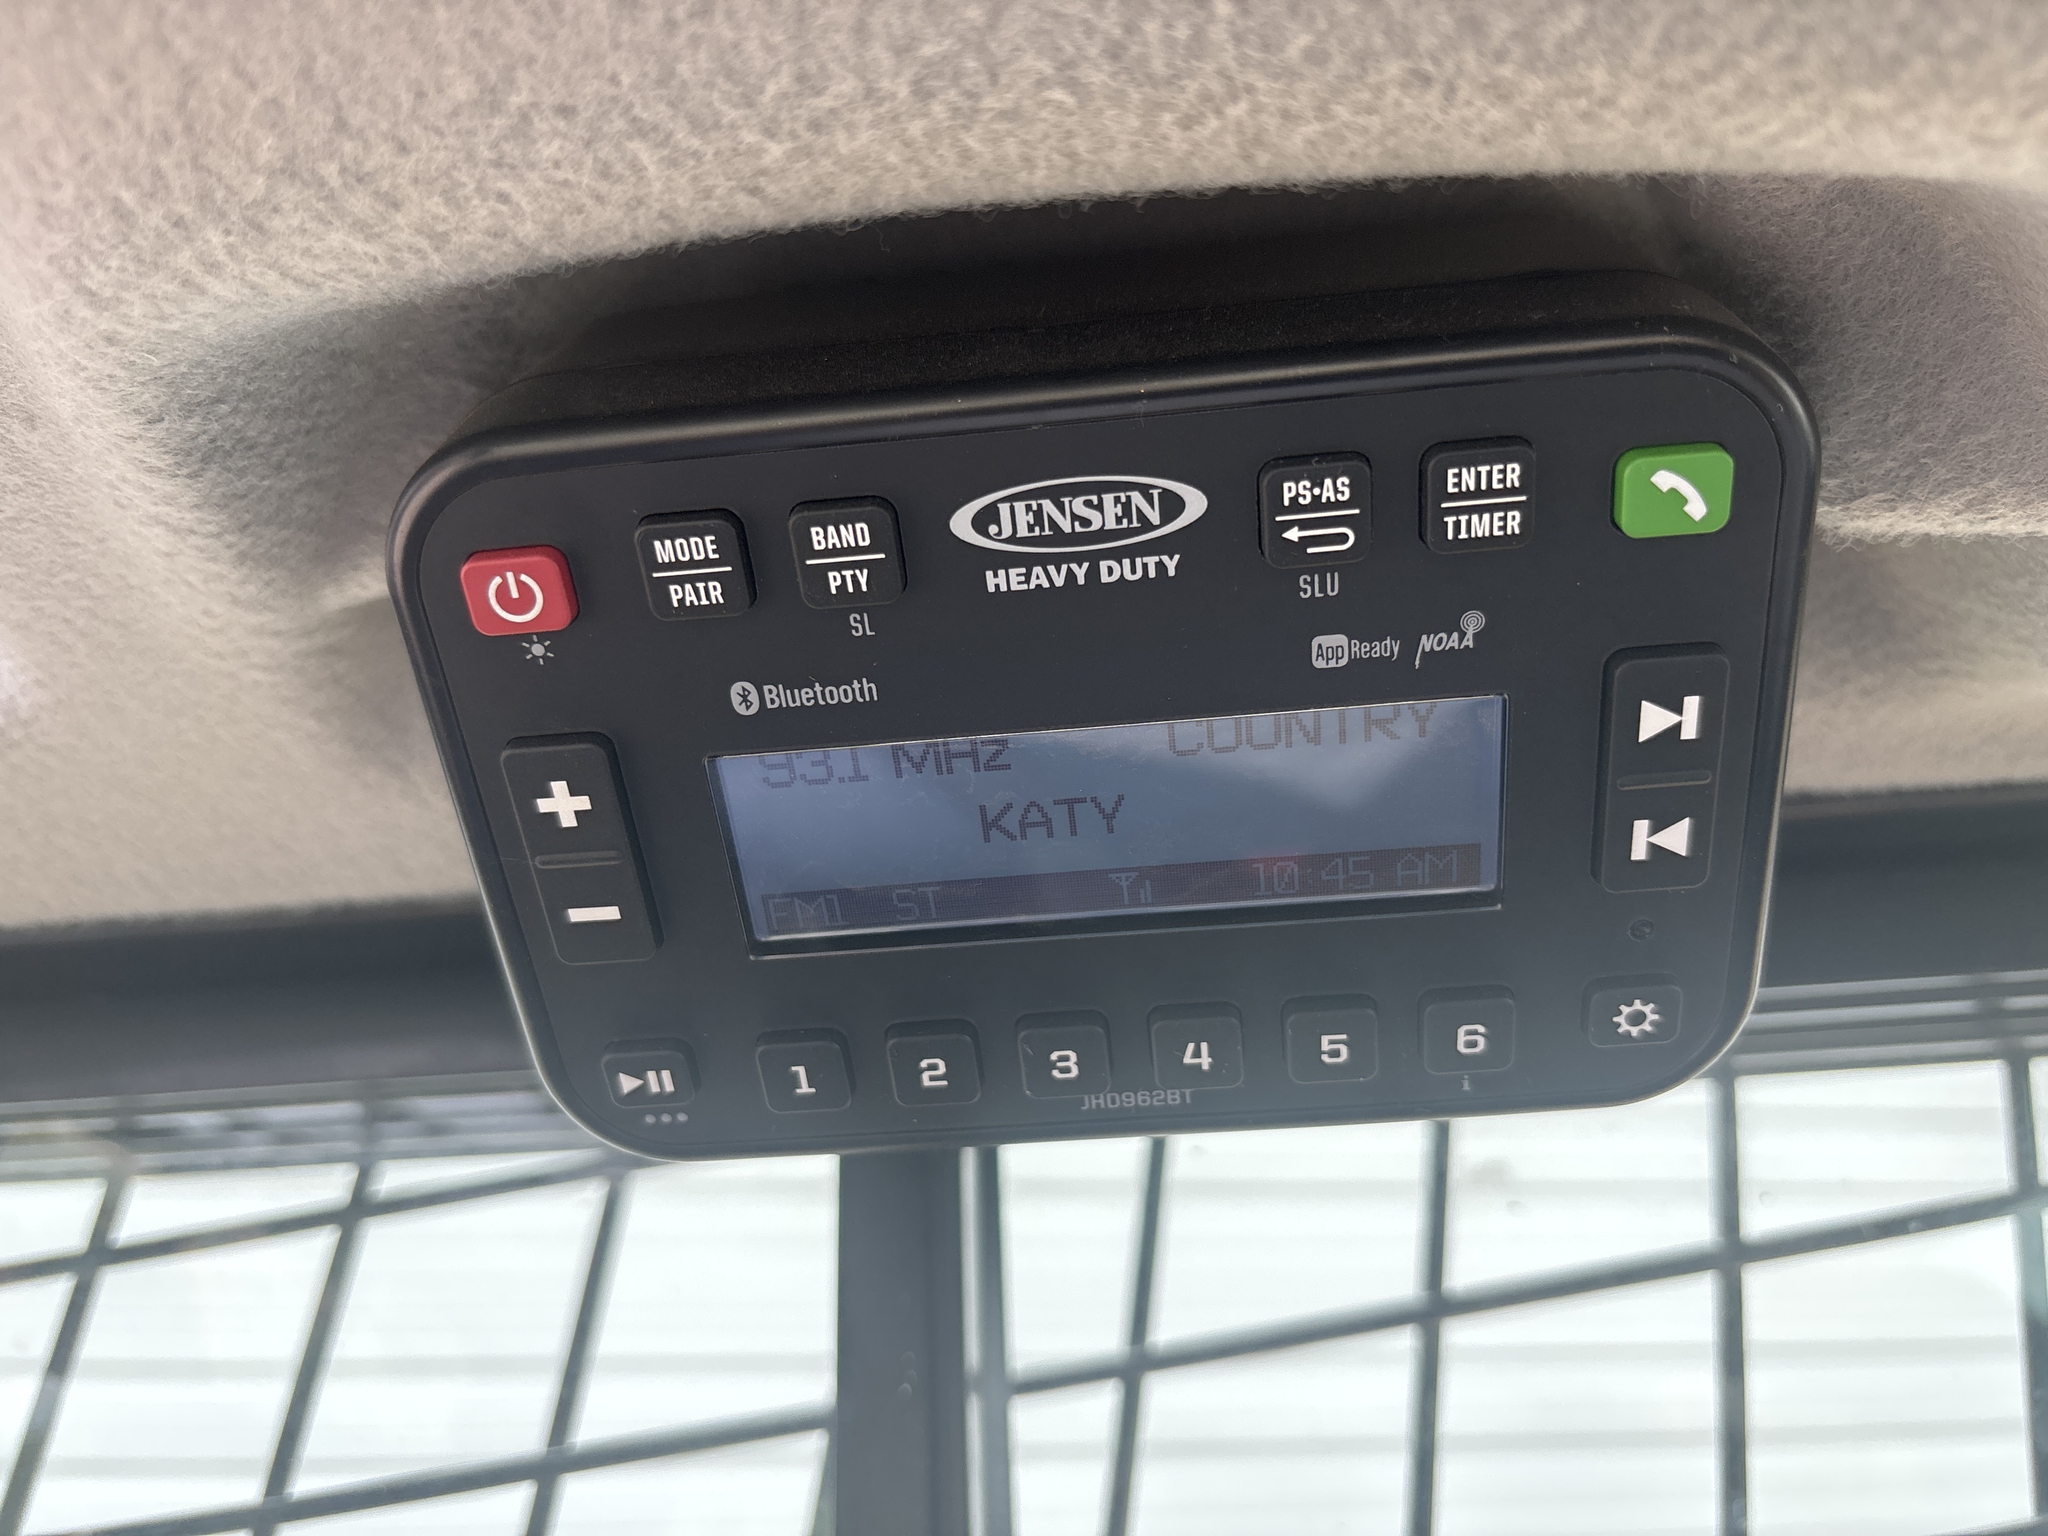 JENSEN
HEAVY DUTY
MODE
PAIR
BAND
PTY
SL
PS•AS
SLU
ENTER
TIMER
Bluetooth
App Ready
NOAA
93.1 MHz COUNTRY
KATY
FM1 ST 10:45 AM
1 2 3 4 5 6
i
JHD962BT